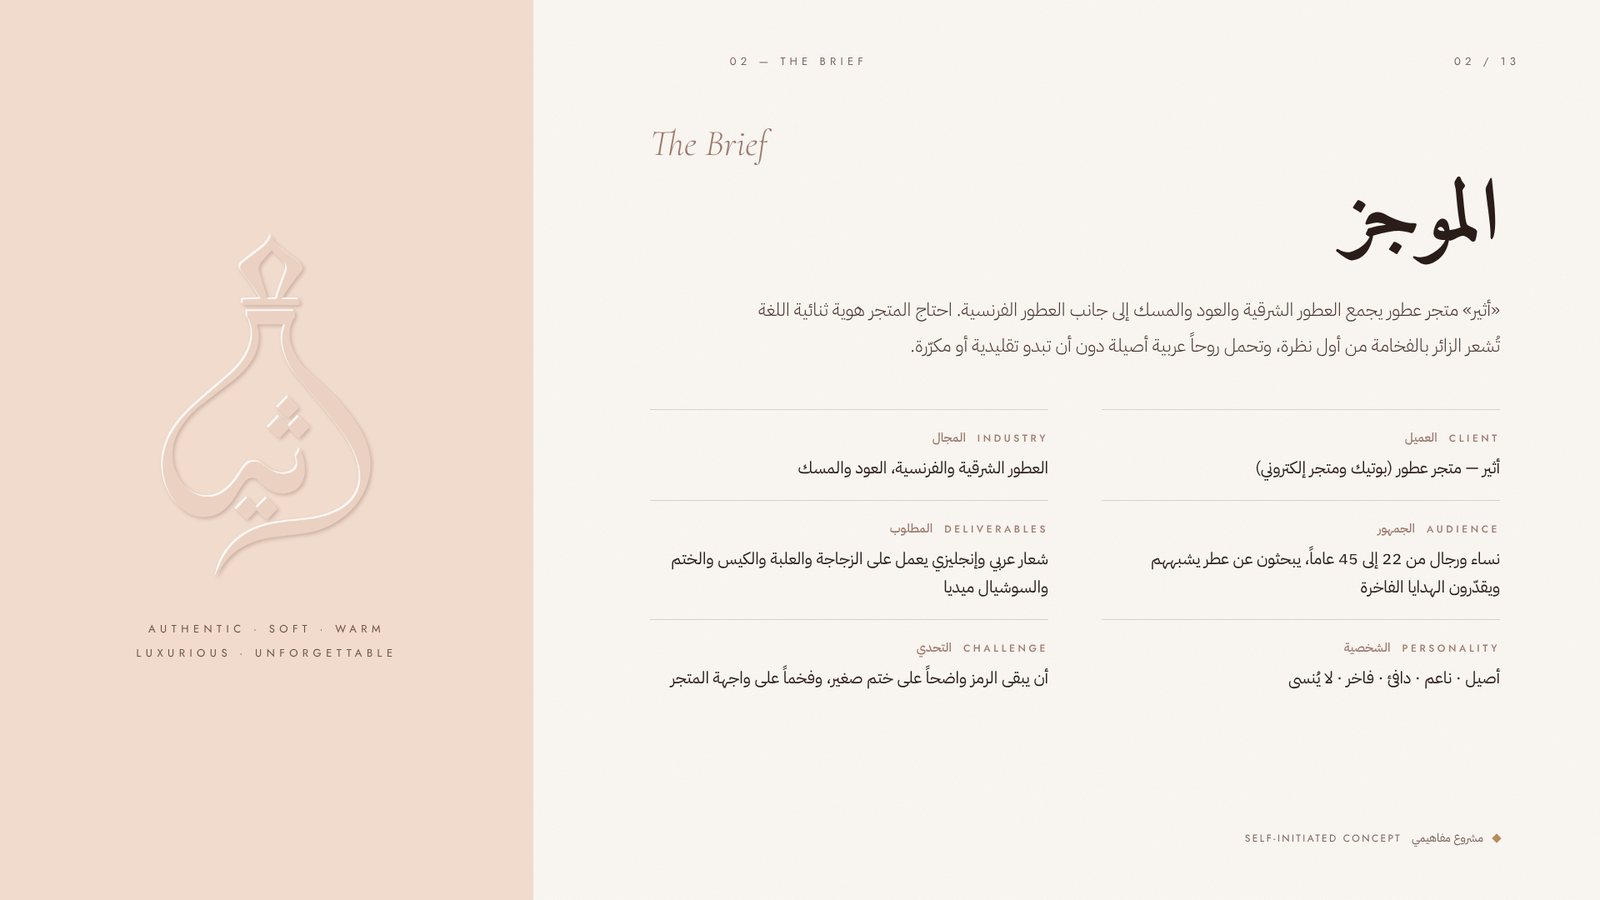 02 — THE BRIEF
02 / 13
The Brief
الموجز
«أثير» متجر عطور يجمع العطور الشرقية والعود والمسك إلى جانب العطور الفرنسية. احتاج المتجر هوية ثنائية اللغة
تُشعر الزائر بالفخامة من أول نظرة، وتحمل روحاً عربية أصيلة دون أن تبدو تقليدية أو مكرّرة.
CLIENT العميل
أثير — متجر عطور (بوتيك ومتجر إلكتروني)
INDUSTRY المجال
العطور الشرقية والفرنسية، العود والمسك
AUDIENCE الجمهور
نساء ورجال من 22 إلى 45 عاماً، يبحثون عن عطر يشبههم
ويقدّرون الهدايا الفاخرة
DELIVERABLES المطلوب
شعار عربي وإنجليزي يعمل على الزجاجة والعلبة والكيس والختم
والسوشيال ميديا
PERSONALITY الشخصية
أصيل · ناعم · دافئ · فاخر · لا يُنسى
CHALLENGE التحدي
أن يبقى الرمز واضحاً على ختم صغير، وفخماً على واجهة المتجر
AUTHENTIC · SOFT · WARM
LUXURIOUS · UNFORGETTABLE
SELF-INITIATED CONCEPT مشروع مفاهيمي